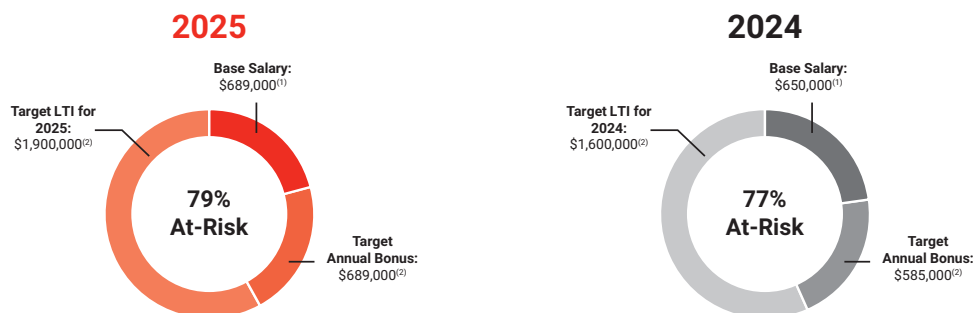 2025
Base Salary:
$689,000(1)
Target LTI for
2025:
$1,900,000(2)
79%
At-Risk
Target
Annual Bonus:
$689,000(2)
2024
Base Salary:
$650,000(1)
Target LTI for
2024:
$1,600,000(2)
77%
At-Risk
Target
Annual Bonus:
$585,000(2)